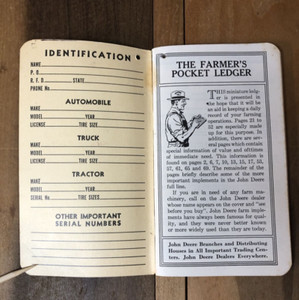 IDENTIFICATION
NAME
P. O.
R. F. D. STATE
PHONE No.
AUTOMOBILE
MAKE
MODEL YEAR
LICENSE TIRE SIZE
TRUCK
MAKE
MODEL YEAR
LICENSE TIRE SIZE
TRACTOR
MAKE
MODEL YEAR
SERIAL No. TIRE SIZES
OTHER IMPORTANT
SERIAL NUMBERS
THE FARMER'S
POCKET LEDGER
THIS miniature ledg-
er is presented in
the hope that it will be
an aid in keeping a daily
record of your farming
operations. Pages 21 to
52 are especially made
up for this purpose. In
addition, there are sev-
eral pages which contain
special information of value and oftimes
of immediate need. This information is
found on pages 2, 6, 7, 10, 13, 15, 17, 53,
57, 61, 65 and 69. The remainder of the
pages briefly describe some of the more
important implements in the John Deere
full line.
If you are in need of any farm ma-
chinery, call on the John Deere dealer
whose name appears on the cover and "see
before you buy". John Deere farm imple-
ments have always been famous for qual-
ity, and they were never better known
or more widely used than they are today.
John Deere Branches and Distributing
Houses in All Important Trading Cen-
ters. John Deere Dealers Everywhere.